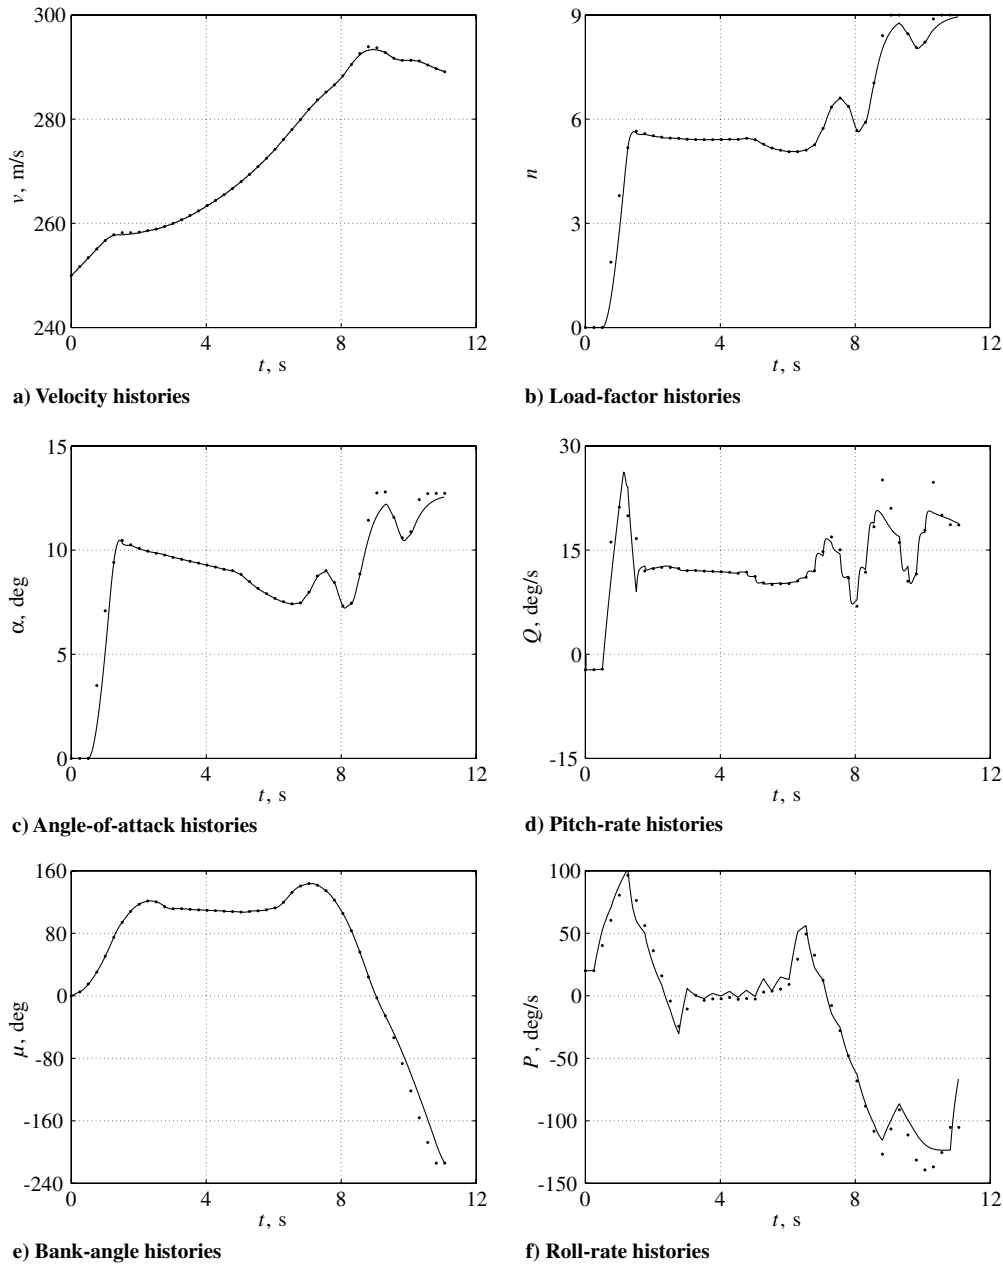 300
280
260
240
v, m/s
0
4
8
12
t, s
a) Velocity histories
9
6
3
0
n
0
4
8
12
t, s
b) Load-factor histories
15
10
5
0
α, deg
0
4
8
12
t, s
c) Angle-of-attack histories
30
15
0
-15
Q, deg/s
0
4
8
12
t, s
d) Pitch-rate histories
160
80
0
-80
-160
-240
μ, deg
0
4
8
12
t, s
e) Bank-angle histories
100
50
0
-50
-100
-150
P, deg/s
0
4
8
12
t, s
f) Roll-rate histories